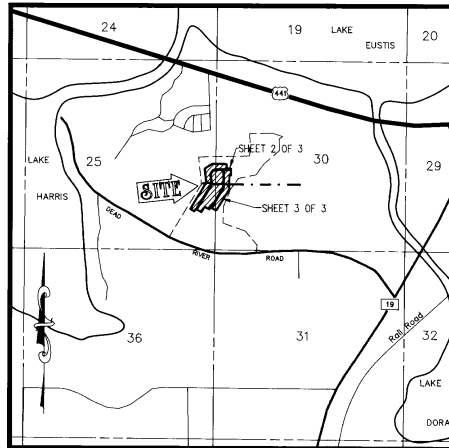 24
19
LAKE
EUSTIS
20
441
SHEET 2 OF 3
LAKE
HARRIS
25
30
29
SITE
SHEET 3 OF 3
DEAD
RIVER
ROAD
19
36
31
32
Rail Road
LAKE
DORA